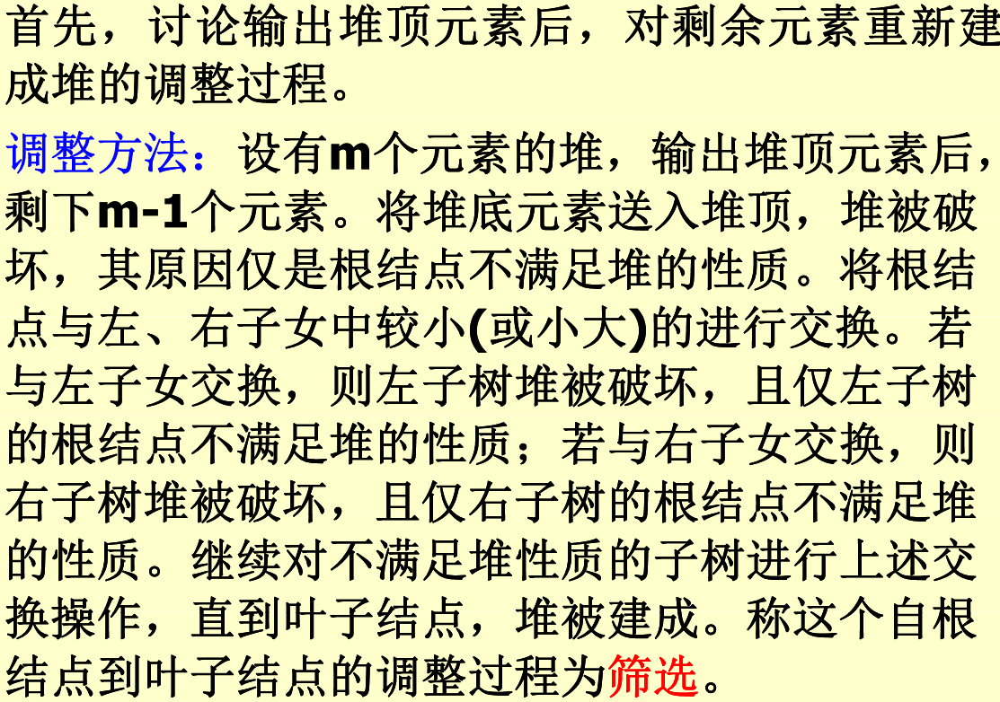 首先，讨论输出堆顶元素后，对剩余元素重新建
成堆的调整过程。
调整方法：设有m个元素的堆，输出堆顶元素后，
剩下m-1个元素。将堆底元素送入堆顶，堆被破
坏，其原因仅是根结点不满足堆的性质。将根结
点与左、右子女中较小(或小大)的进行交换。若
与左子女交换，则左子树堆被破坏，且仅左子树
的根结点不满足堆的性质；若与右子女交换，则
右子树堆被破坏，且仅右子树的根结点不满足堆
的性质。继续对不满足堆性质的子树进行上述交
换操作，直到叶子结点，堆被建成。称这个自根
结点到叶子结点的调整过程为筛选。